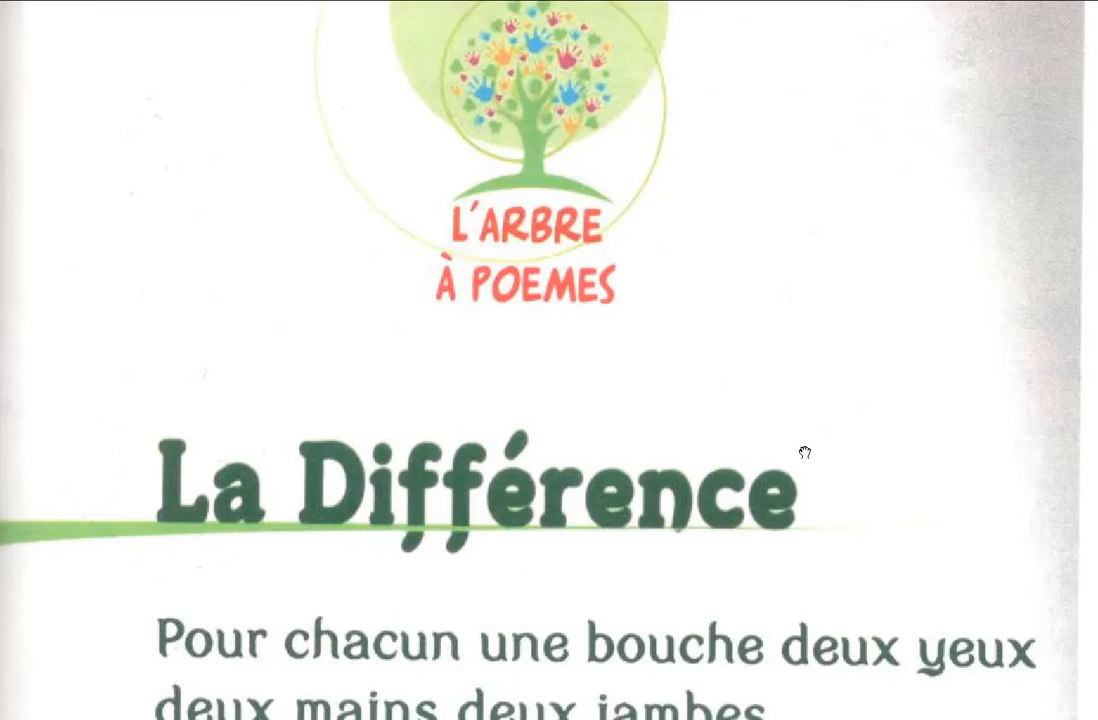 L'ARBRE
À POEMES
La Différence
Pour chacun une bouche deux yeux
deux mains deux jambes